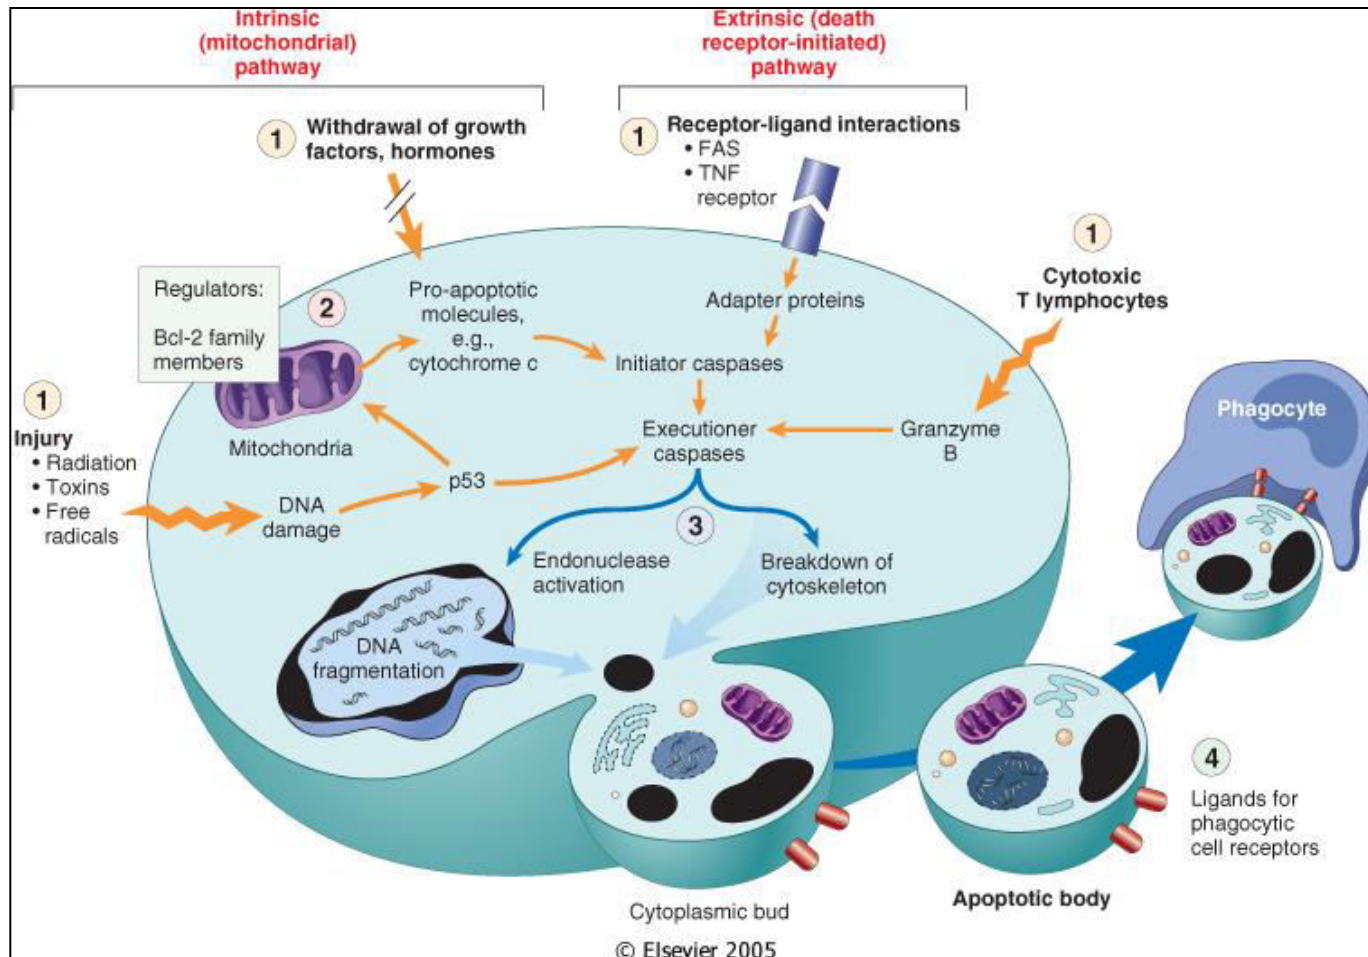 Intrinsic
(mitochondrial)
pathway
Extrinsic (death
receptor-initiated)
pathway
1
Withdrawal of growth
factors, hormones
1
Receptor-ligand interactions
• FAS
• TNF
receptor
1
Cytotoxic
T lymphocytes
Regulators:
Bcl-2 family
members
2
Pro-apoptotic
molecules,
e.g.,
cytochrome c
Adapter proteins
Initiator caspases
1
Injury
• Radiation
• Toxins
• Free
radicals
Mitochondria
Executioner
caspases
Granzyme
B
Phagocyte
DNA
damage
p53
3
Endonuclease
activation
Breakdown of
cytoskeleton
DNA
fragmentation
4
Ligands for
phagocytic
cell receptors
Cytoplasmic bud
Apoptotic body
© Elsevier 2005